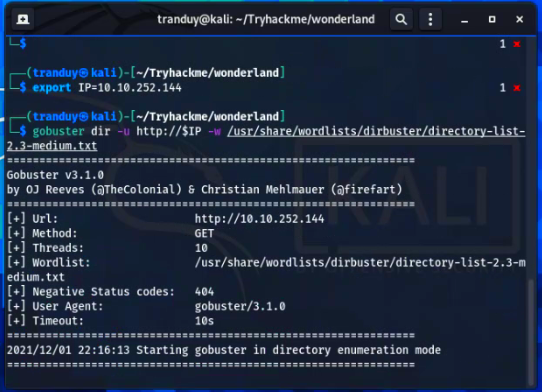 tranduy@kali: ~/Tryhackme/wonderland
└─$ 1 ✗
┌──(tranduy㉿kali)-[~/Tryhackme/wonderland]
└─$ export IP=10.10.252.144 1 ✗
┌──(tranduy㉿kali)-[~/Tryhackme/wonderland]
└─$ gobuster dir -u http://$IP -w /usr/share/wordlists/dirbuster/directory-list-
2.3-medium.txt
===============================================================
Gobuster v3.1.0
by OJ Reeves (@TheColonial) & Christian Mehlmauer (@firefart)
===============================================================
[+] Url: http://10.10.252.144
[+] Method: GET
[+] Threads: 10
[+] Wordlist: /usr/share/wordlists/dirbuster/directory-list-2.3-m
edium.txt
[+] Negative Status codes: 404
[+] User Agent: gobuster/3.1.0
[+] Timeout: 10s
===============================================================
2021/12/01 22:16:13 Starting gobuster in directory enumeration mode
===============================================================
KALI